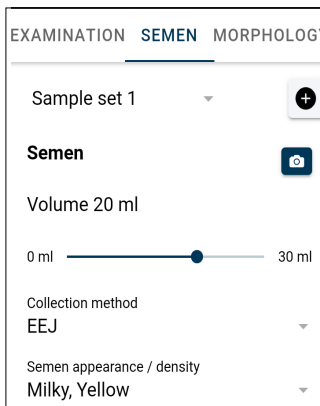 EXAMINATION SEMEN MORPHOLOGY
Sample set 1
Semen
Volume 20 ml
0 ml 30 ml
Collection method
EEJ
Semen appearance / density
Milky, Yellow